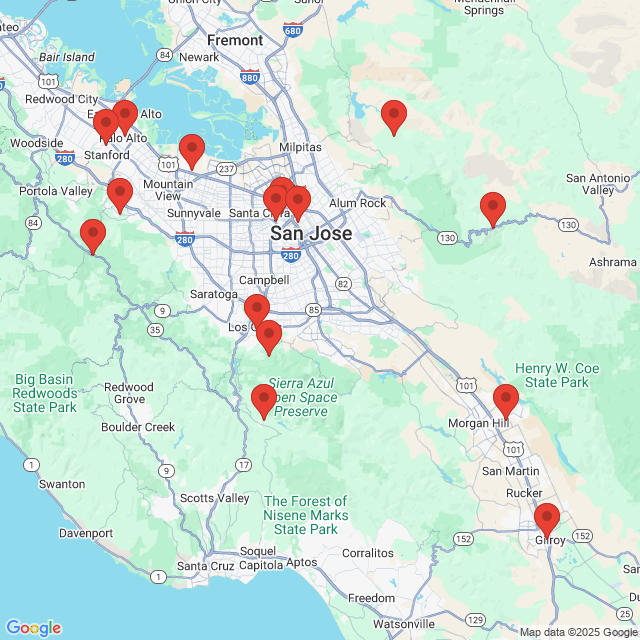 Union City
Mendenhall
Springs
680
Fremont
Bair Island
84
Newark
880
101
Redwood City
Alto
Palo Alto
Milpitas
Woodside
Stanford
101
237
280
San Antonio
Valley
Portola Valley
Mountain
View
Alum Rock
Sunnyvale
Santa Clara
84
San Jose
130
130
280
280
Ashrama
Campbell
82
Saratoga
9
85
35
Los
Henry W. Coe
State Park
Big Basin
Redwoods
State Park
Redwood
Grove
Sierra Azul
Open Space
Preserve
101
Boulder Creek
Morgan Hill
101
1
9
17
San Martin
Swanton
Rucker
Scotts Valley
The Forest of
Nisene Marks
State Park
Davenport
152
152
Gilroy
Soquel
Corralitos
Santa Cruz
Capitola
Aptos
1
Freedom
129
Watsonville
Google
Map data ©2025 Google